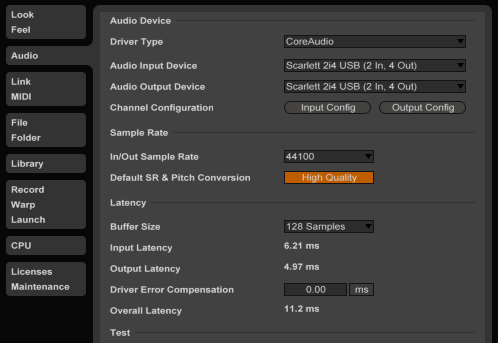 Look
Feel
Audio
Link
MIDI
File
Folder
Library
Record
Warp
Launch
CPU
Licenses
Maintenance
Audio Device
Driver Type CoreAudio
Audio Input Device Scarlett 2i4 USB (2 In, 4 Out)
Audio Output Device Scarlett 2i4 USB (2 In, 4 Out)
Channel Configuration Input Config Output Config
Sample Rate
In/Out Sample Rate 44100
Default SR & Pitch Conversion High Quality
Latency
Buffer Size 128 Samples
Input Latency 6.21 ms
Output Latency 4.97 ms
Driver Error Compensation 0.00 ms
Overall Latency 11.2 ms
Test